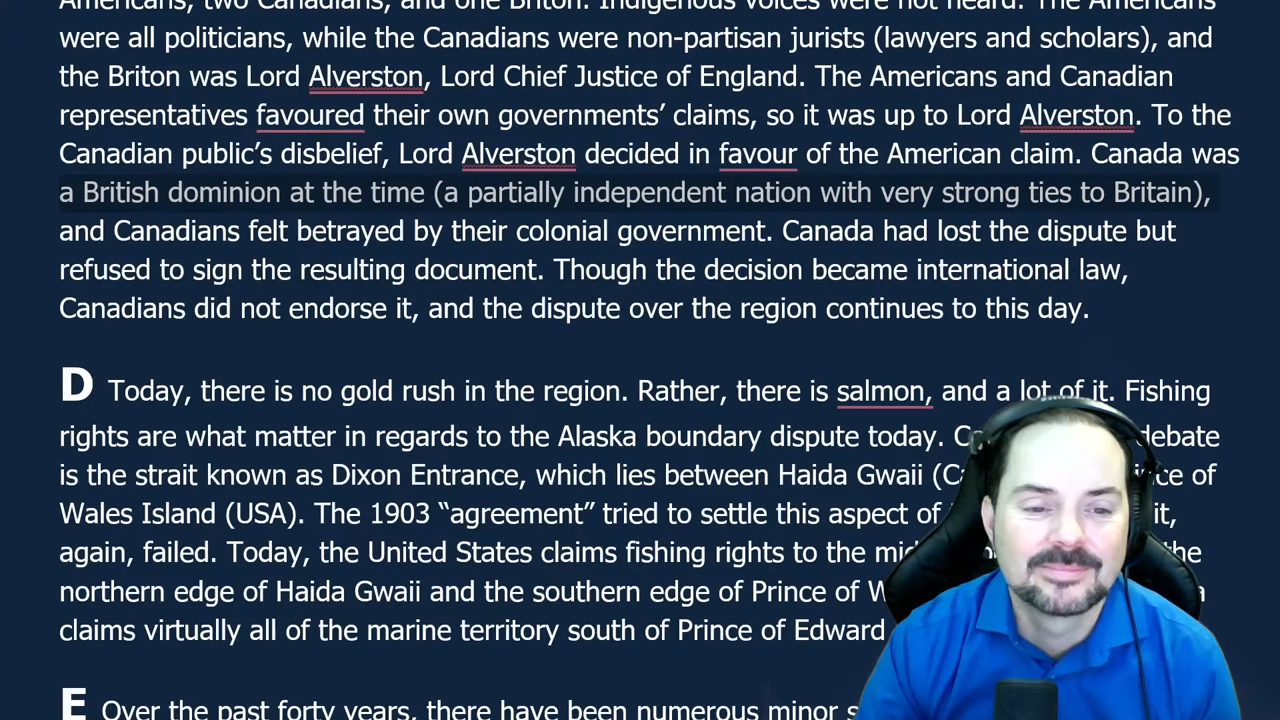 Americans, two Canadians, and one Briton. Indigenous voices were not heard. The Americans
were all politicians, while the Canadians were non-partisan jurists (lawyers and scholars), and
the Briton was Lord Alverston, Lord Chief Justice of England. The Americans and Canadian
representatives favoured their own governments’ claims, so it was up to Lord Alverston. To the
Canadian public’s disbelief, Lord Alverston decided in favour of the American claim. Canada was
a British dominion at the time (a partially independent nation with very strong ties to Britain),
and Canadians felt betrayed by their colonial government. Canada had lost the dispute but
refused to sign the resulting document. Though the decision became international law,
Canadians did not endorse it, and the dispute over the region continues to this day.
D Today, there is no gold rush in the region. Rather, there is salmon, and a lot of it. Fishing
rights are what matter in regards to the Alaska boundary dispute today. debate
is the strait known as Dixon Entrance, which lies between Haida Gwaii of
Wales Island (USA). The 1903 “agreement” tried to settle this aspect of it,
again, failed. Today, the United States claims fishing rights to the the
northern edge of Haida Gwaii and the southern edge of Prince of
claims virtually all of the marine territory south of Prince of Edward
E Over the past forty years, there have been numerous minor